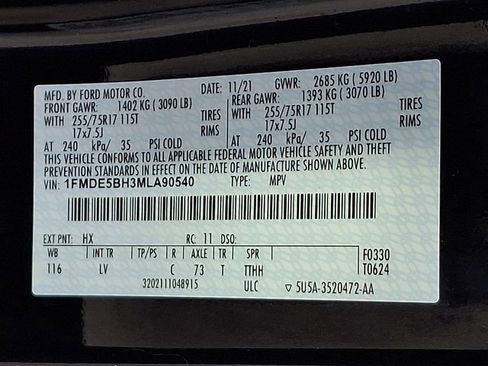 MFD. BY FORD MOTOR CO. DATE: 11/21 GVWR: 2685 KG (5920 LB)
FRONT GAWR: 1402 KG (3090 LB) REAR GAWR: 1393 KG (3070 LB)
WITH 255/75R17 115T TIRES WITH 255/75R17 115T TIRES
17x7.5J RIMS 17x7.5J RIMS
AT 240 kPa/ 35 PSI COLD AT 240 kPa/ 35 PSI COLD
THIS VEHICLE CONFORMS TO ALL APPLICABLE FEDERAL MOTOR VEHICLE SAFETY AND THEFT
PREVENTION STANDARDS IN EFFECT ON THE DATE OF MANUFACTURE SHOWN ABOVE.
VIN: 1FMDE5BH3MLA90540 TYPE: MPV
EXT PNT: HX RC: 11 DSO:
WB INT TR TP/PS R AXLE TR SPR F0330
116 LV C 73 T TTHH T0624
3202111048915 ULC ▽ 5U5A-3S20472-AA